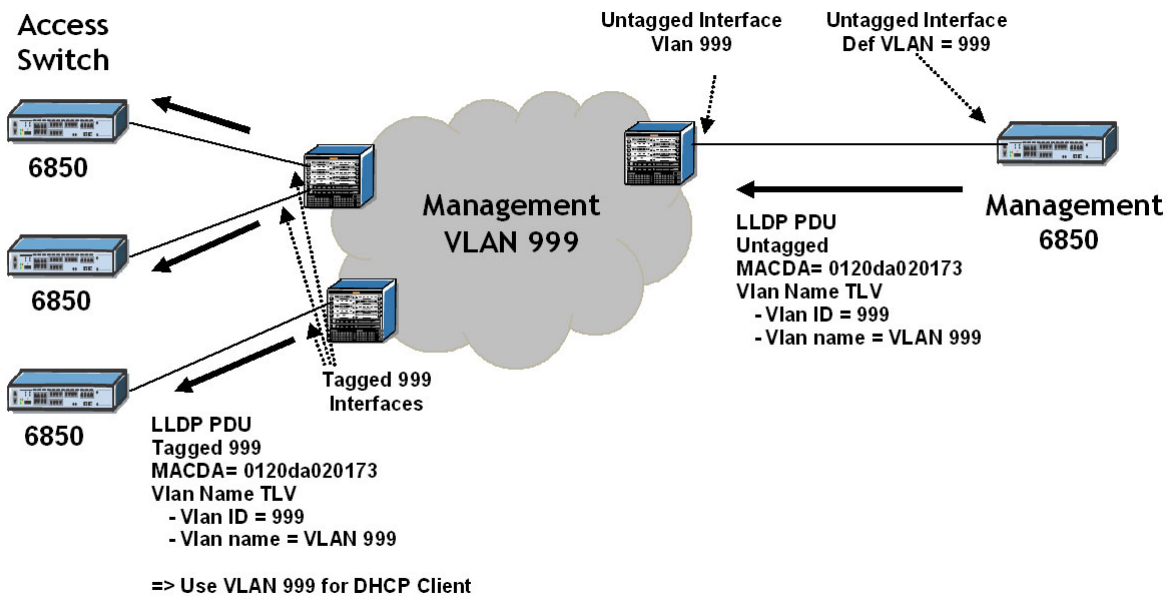 Access
Switch
6850
6850
6850
Untagged Interface
Vlan 999
Untagged Interface
Def VLAN = 999
Management
VLAN 999
Management
6850
LLDP PDU
Untagged
MACDA= 0120da020173
Vlan Name TLV
- Vlan ID = 999
- Vlan name = VLAN 999
Tagged 999
Interfaces
LLDP PDU
Tagged 999
MACDA= 0120da020173
Vlan Name TLV
- Vlan ID = 999
- Vlan name = VLAN 999
=> Use VLAN 999 for DHCP Client